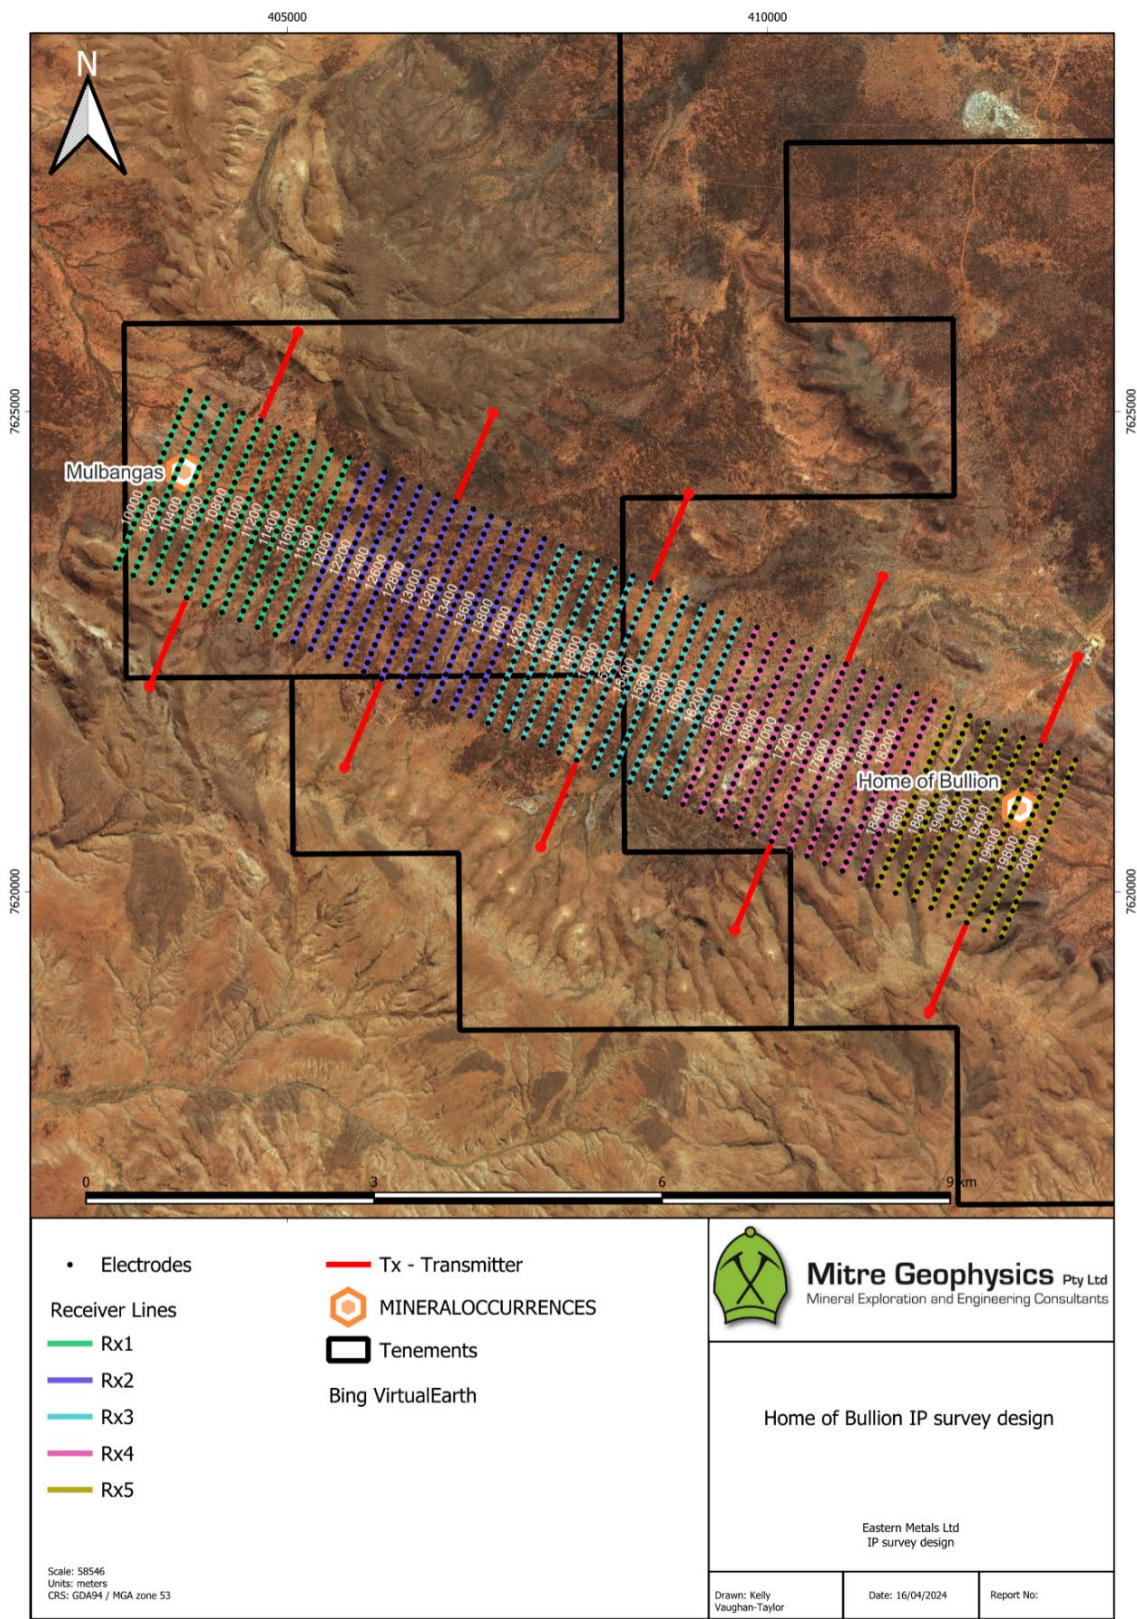 405000
410000
N
7625000
7625000
Mulbangas
10000
10200
10400
10600
10800
11000
11200
11400
11600
11800
12000
12200
12400
12600
12800
13000
13200
13400
13600
13800
14000
14200
14400
14600
14800
15000
15200
15400
15600
15800
16000
16200
16400
16600
16800
17000
17200
17400
17600
17800
18000
18200
Home of Bullion
18400
18600
18800
19000
19200
19400
19600
19800
20000
7620000
7620000
0
3
6
9 km
Electrodes
Receiver Lines
Rx1
Rx2
Rx3
Rx4
Rx5
Tx - Transmitter
MINERALOCCURRENCES
Tenements
Bing VirtualEarth
Scale: 58546
Units: meters
CRS: GDA94 / MGA zone 53
Mitre Geophysics Pty Ltd
Mineral Exploration and Engineering Consultants
Home of Bullion IP survey design
Eastern Metals Ltd
IP survey design
Drawn: Kelly
Vaughan-Taylor
Date: 16/04/2024
Report No: